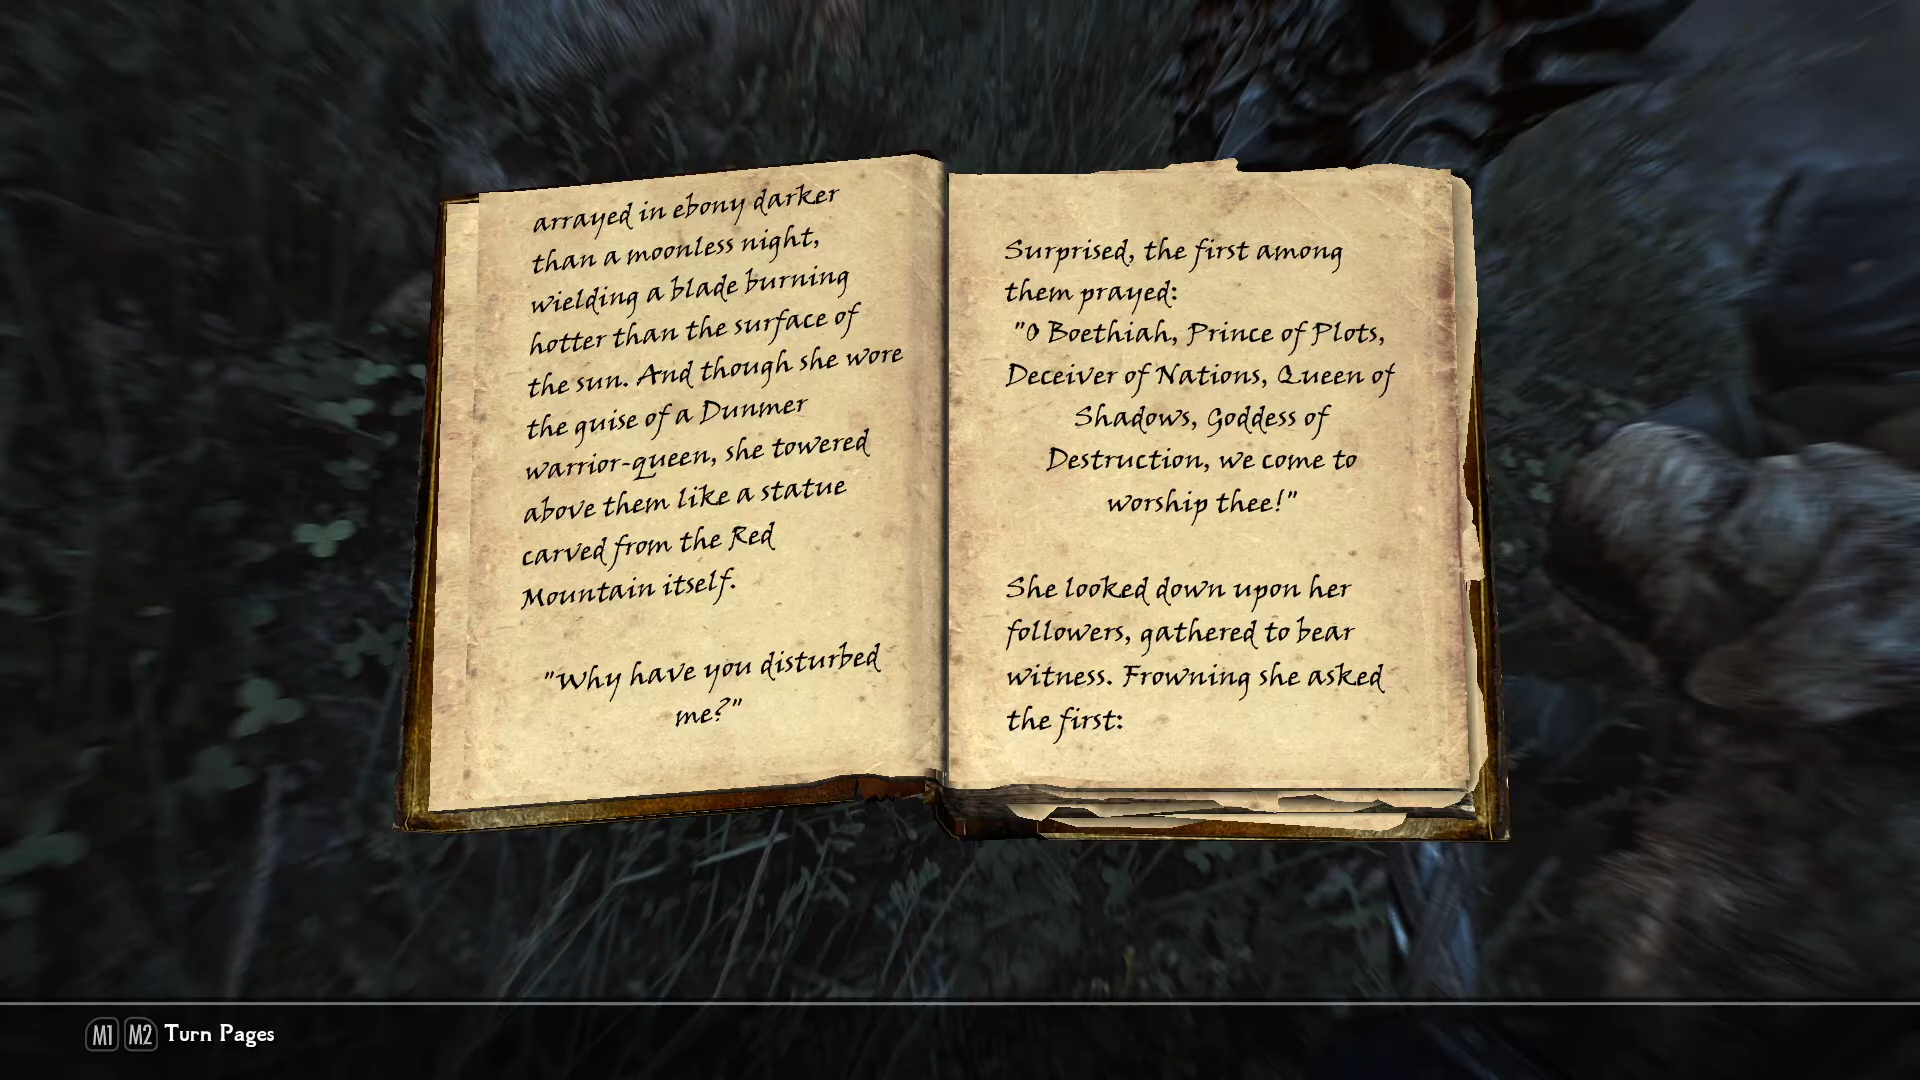 arrayed in ebony darker
than a moonless night,
wielding a blade burning
hotter than the surface of
the sun. And though she wore
the guise of a Dunmer
warrior-queen, she towered
above them like a statue
carved from the Red
Mountain itself.
"Why have you disturbed
me?"
Surprised, the first among
them prayed:
"O Boethiah, Prince of Plots,
Deceiver of Nations, Queen of
Shadows, Goddess of
Destruction, we come to
worship thee!"
She looked down upon her
followers, gathered to bear
witness. Frowning she asked
the first:
M1 M2 Turn Pages